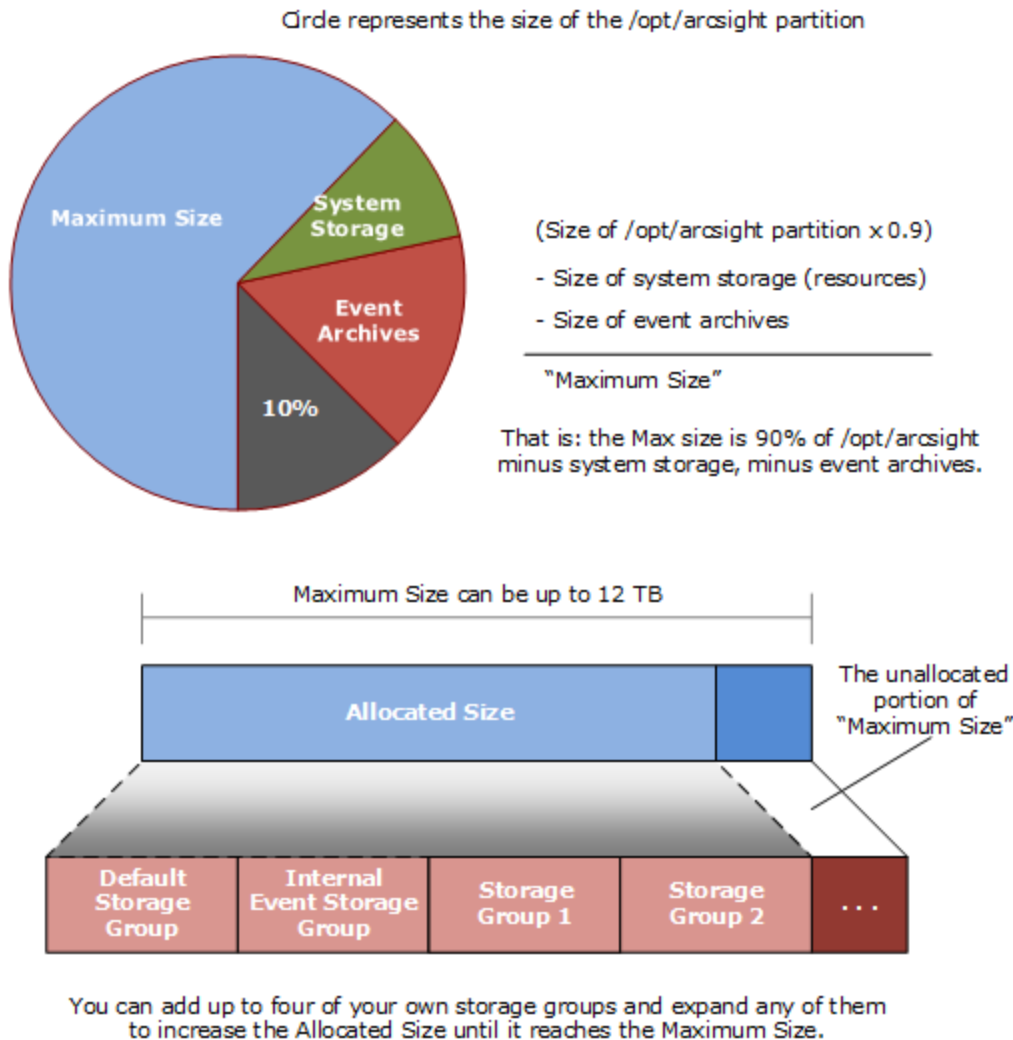 Circle represents the size of the /opt/arcsight partition
Maximum Size
System
Storage
Event
Archives
10%
(Size of /opt/arcsight partition x 0.9)
- Size of system storage (resources)
- Size of event archives
“Maximum Size”
That is: the Max size is 90% of /opt/arcsight
minus system storage, minus event archives.
Maximum Size can be up to 12 TB
Allocated Size
The unallocated
portion of
“Maximum Size”
Default
Storage
Group
Internal
Event Storage
Group
Storage
Group 1
Storage
Group 2
. . .
You can add up to four of your own storage groups and expand any of them
to increase the Allocated Size until it reaches the Maximum Size.